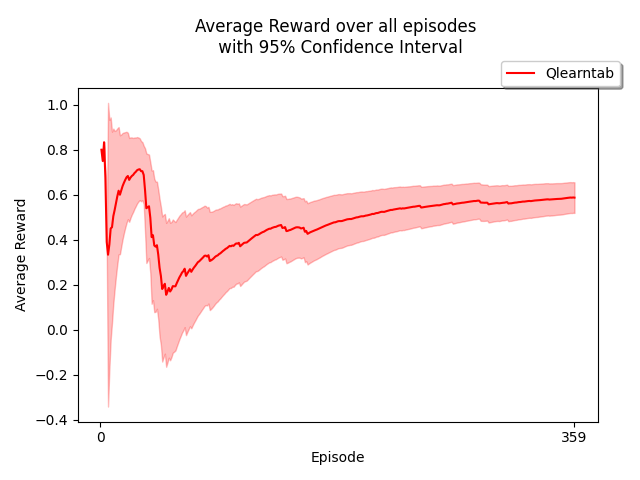 Average Reward over all episodes
with 95% Confidence Interval
Qlearntab
1.0
0.8
0.6
0.4
0.2
0.0
−0.2
−0.4
Average Reward
0
359
Episode